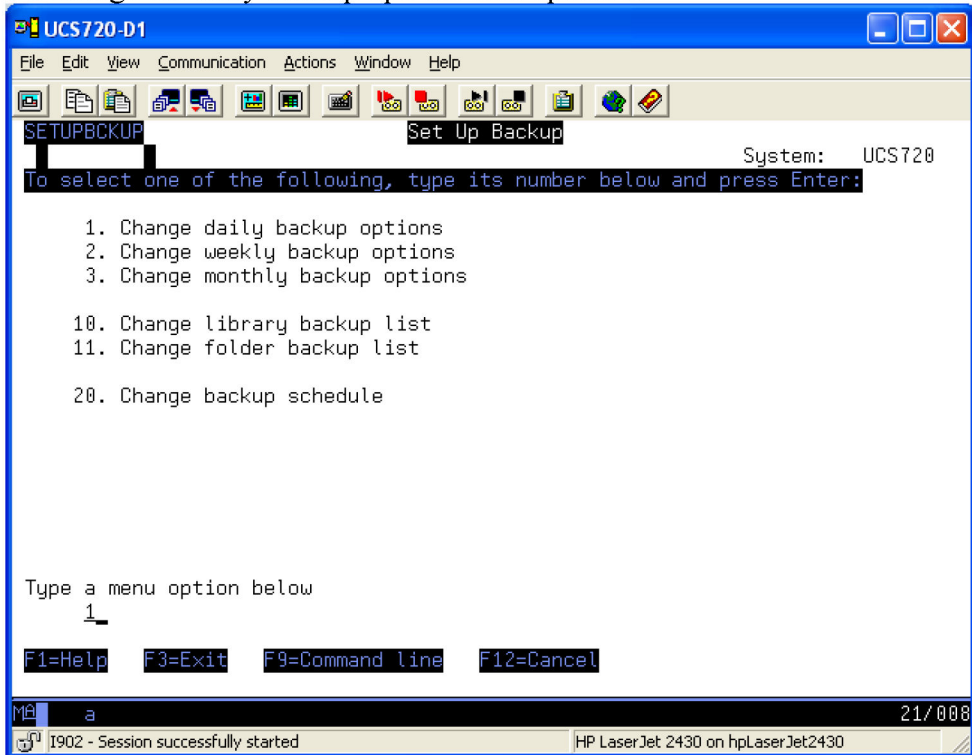 UCS720-D1
File Edit View Communication Actions Window Help
SETUPBCKUP Set Up Backup
System: UCS720
To select one of the following, type its number below and press Enter:
1. Change daily backup options
2. Change weekly backup options
3. Change monthly backup options
10. Change library backup list
11. Change folder backup list
20. Change backup schedule
Type a menu option below
1
F1=Help F3=Exit F9=Command line F12=Cancel
MA a 21/008
I902 - Session successfully started HP LaserJet 2430 on hpLaserJet2430